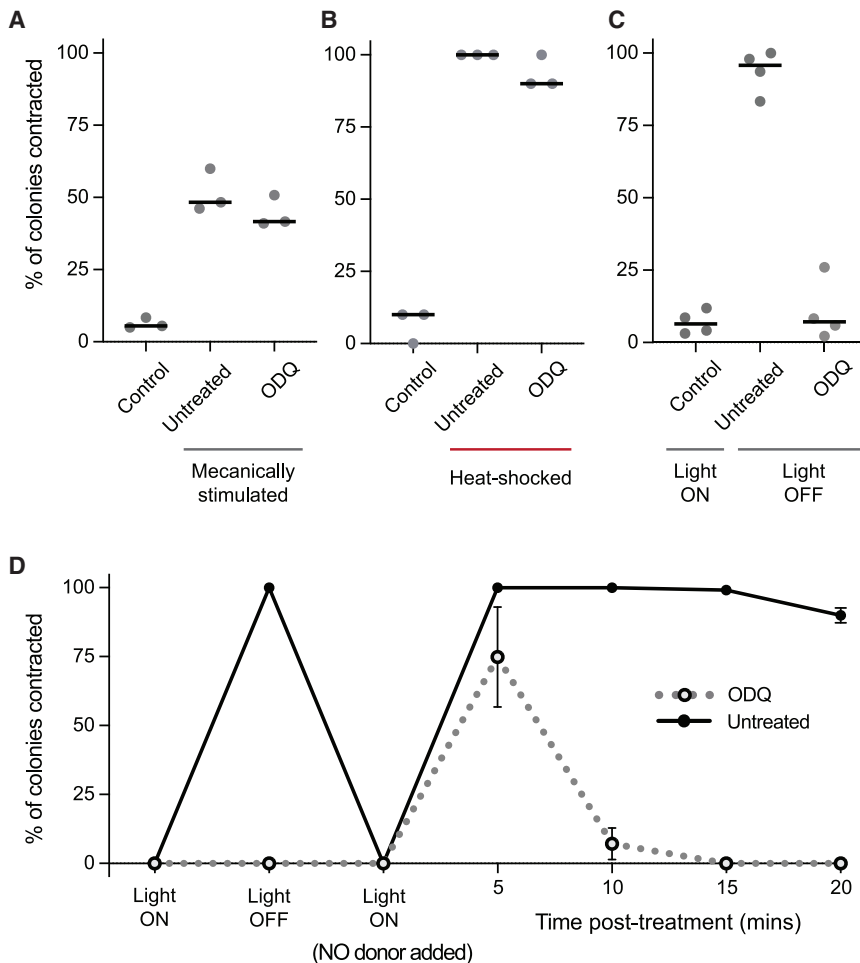 A
% of colonies contracted
100
75
50
25
0
Control
Untreated
ODQ
Mecanically
stimulated
B
100
75
50
25
0
Control
Untreated
ODQ
Heat-shocked
C
100
75
50
25
0
Control
Untreated
ODQ
Light
ON
Light
OFF
D
% of colonies contracted
100
75
50
25
0
ODQ
Untreated
Light
ON
Light
OFF
Light
ON
(NO donor added)
5 10 15 20
Time post-treatment (mins)